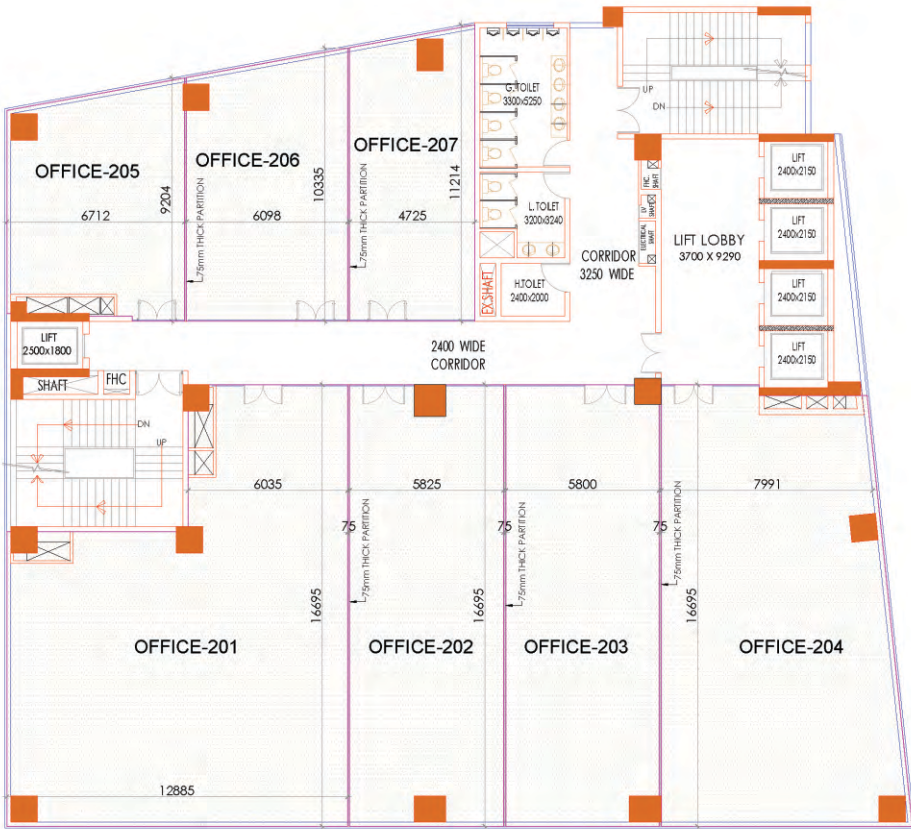 UP
DN
G. TOILET
3300x5250
OFFICE-205
OFFICE-206
OFFICE-207
LIFT
2400x2150
9204
10335
11214
75mm THICK PARTITION
75mm THICK PARTITION
6712
6098
4725
L. TOILET
3200x3240
FHC
SHAFT
SHAFT
ELECTRICAL
SHAFT
LIFT
2400x2150
CORRIDOR
3250 WIDE
LIFT LOBBY
3700 X 9290
EX.SHAFT
H.TOILET
2400x2000
LIFT
2400x2150
LIFT
2500x1800
2400 WIDE
CORRIDOR
LIFT
2400x2150
SHAFT
FHC
DN
UP
6035
5825
5800
7991
75
75
75
75mm THICK PARTITION
75mm THICK PARTITION
75mm THICK PARTITION
16695
16695
16695
OFFICE-201
OFFICE-202
OFFICE-203
OFFICE-204
12885